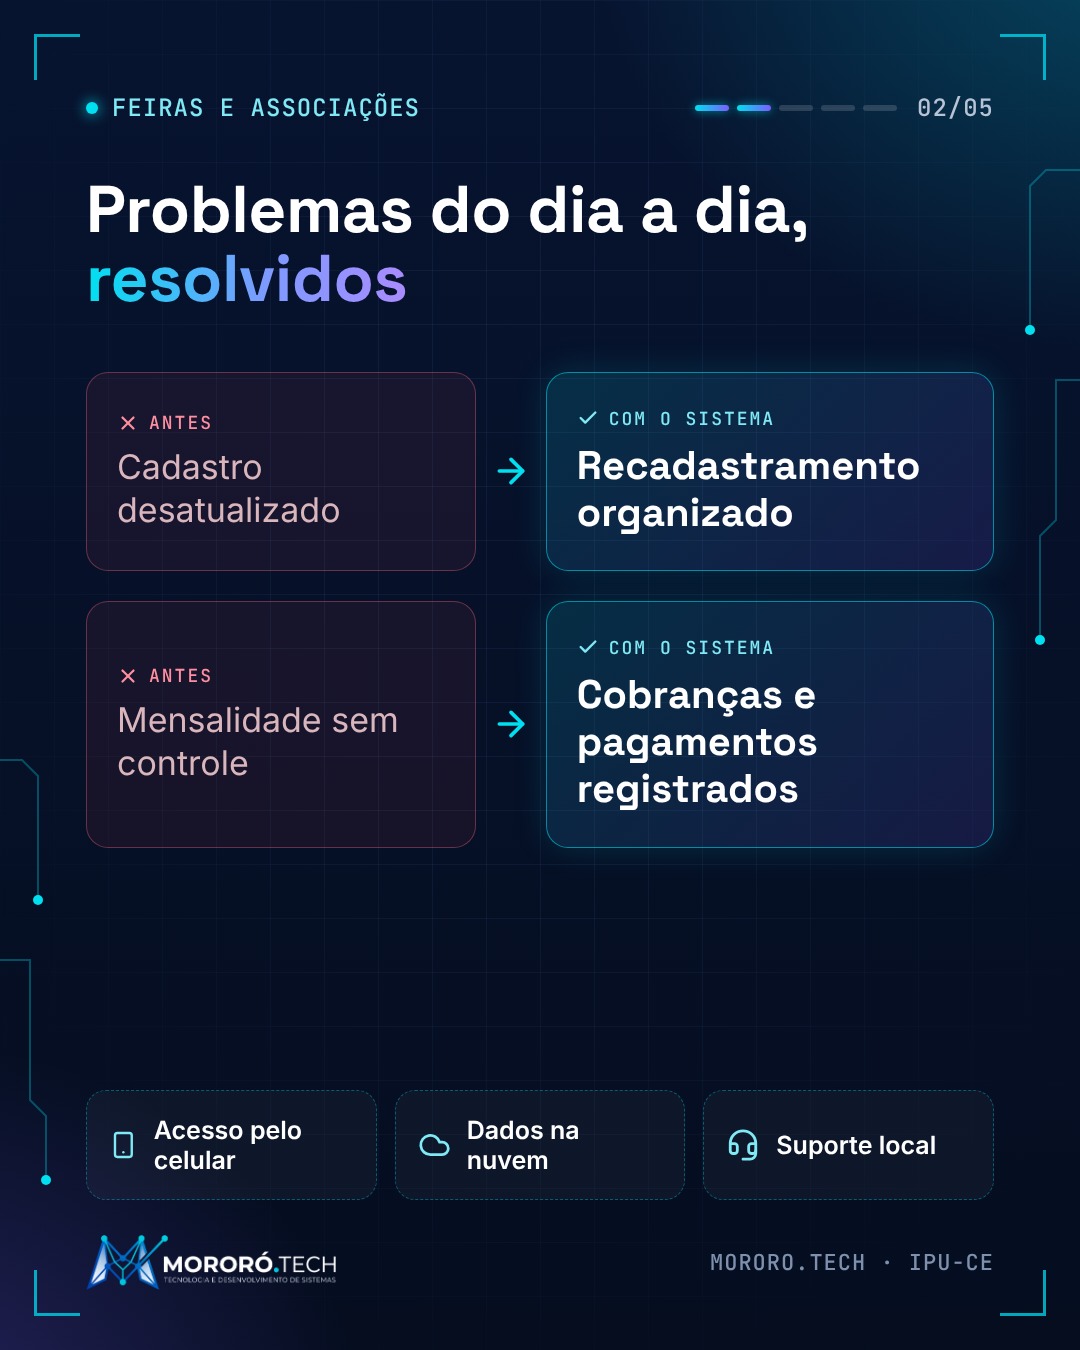 FEIRAS E ASSOCIAÇÕES
02/05
Problemas do dia a dia,
resolvidos
ANTES
Cadastro
desatualizado
COM O SISTEMA
Recadastramento
organizado
ANTES
Mensalidade sem
controle
COM O SISTEMA
Cobranças e
pagamentos
registrados
Acesso pelo
celular
Dados na
nuvem
Suporte local
MORORÓ.TECH
TECNOLOGIA E DESENVOLVIMENTO DE SISTEMAS
MORORO.TECH · IPU-CE